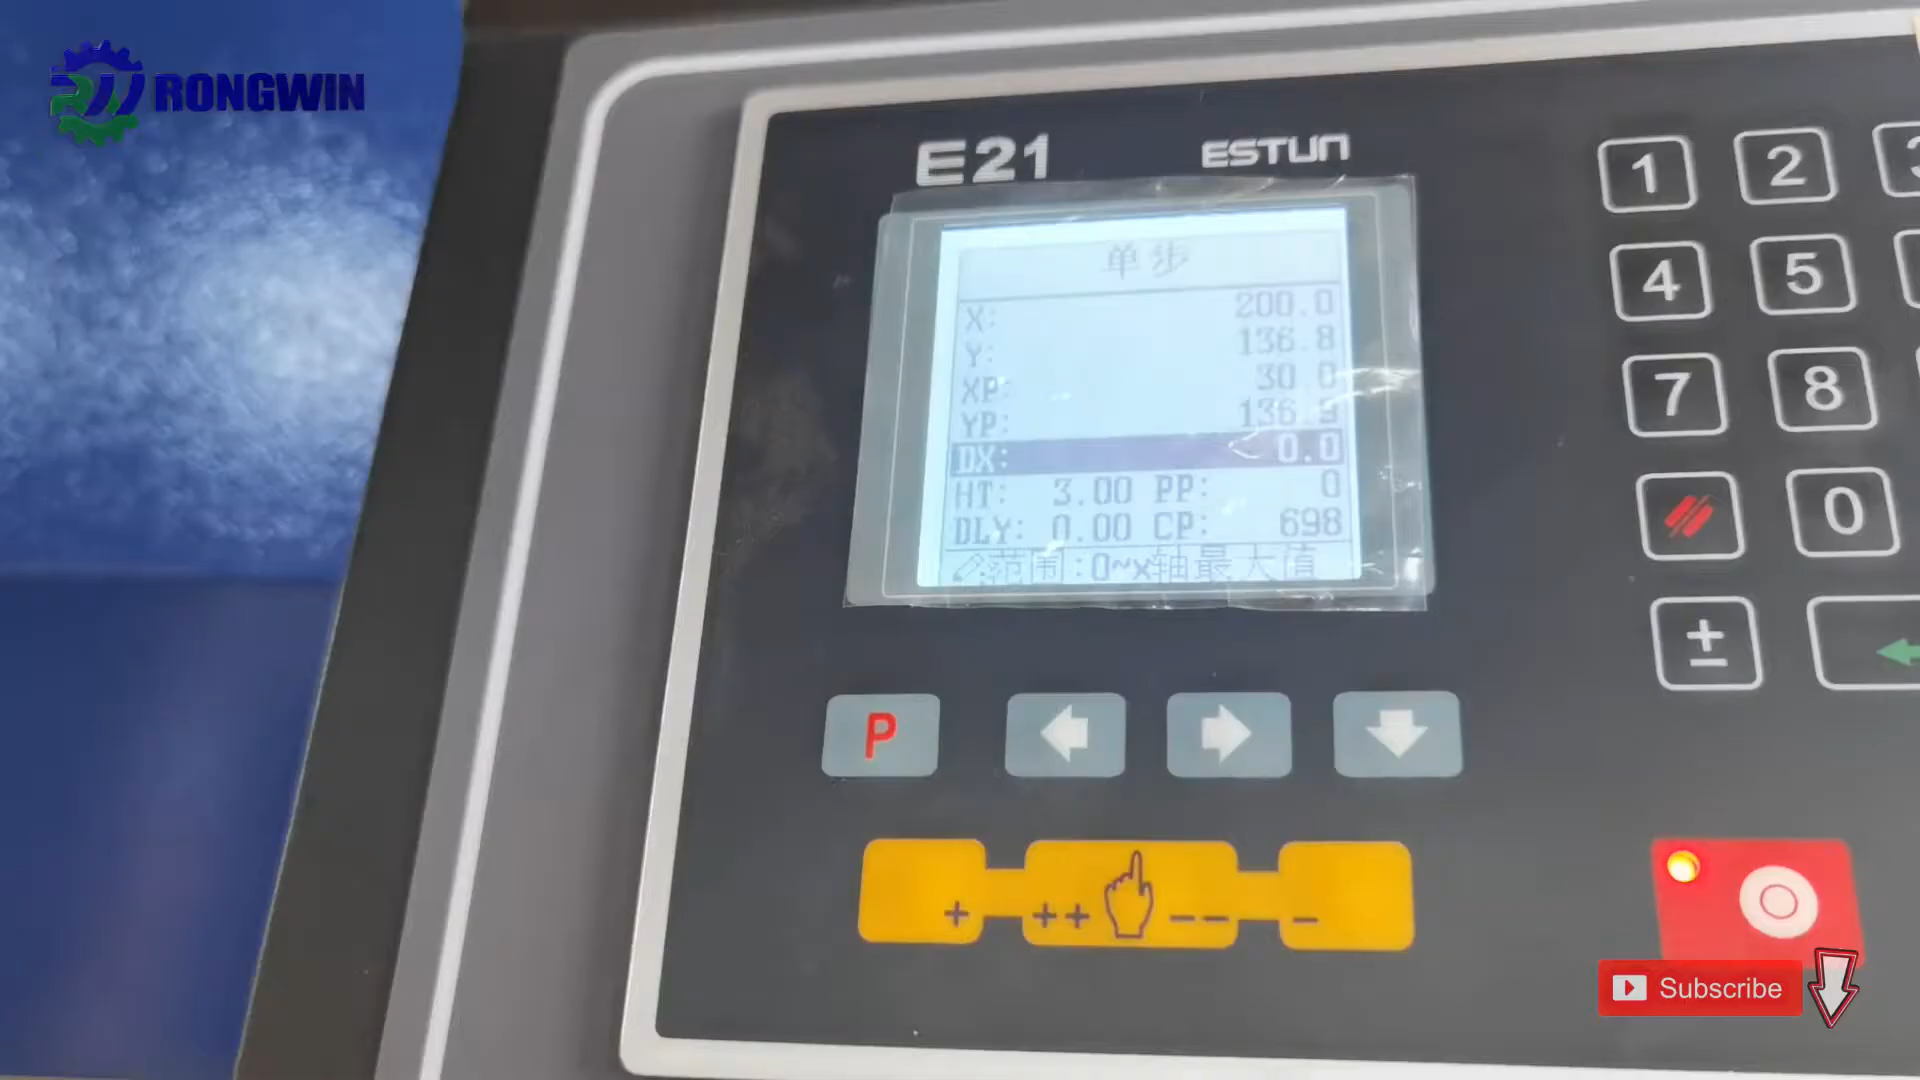 RONGWIN
E21 ESTUN
单步
X: 200.0
Y: 136.8
XP: 30.0
YP: 136.9
DX: 0.0
HT: 3.00 PP: 0
DLY: 0.00 CP: 698
范围:0~x轴最大值
1 2 3
4 5
7 8
0
±
P
+ ++ -- -
Subscribe